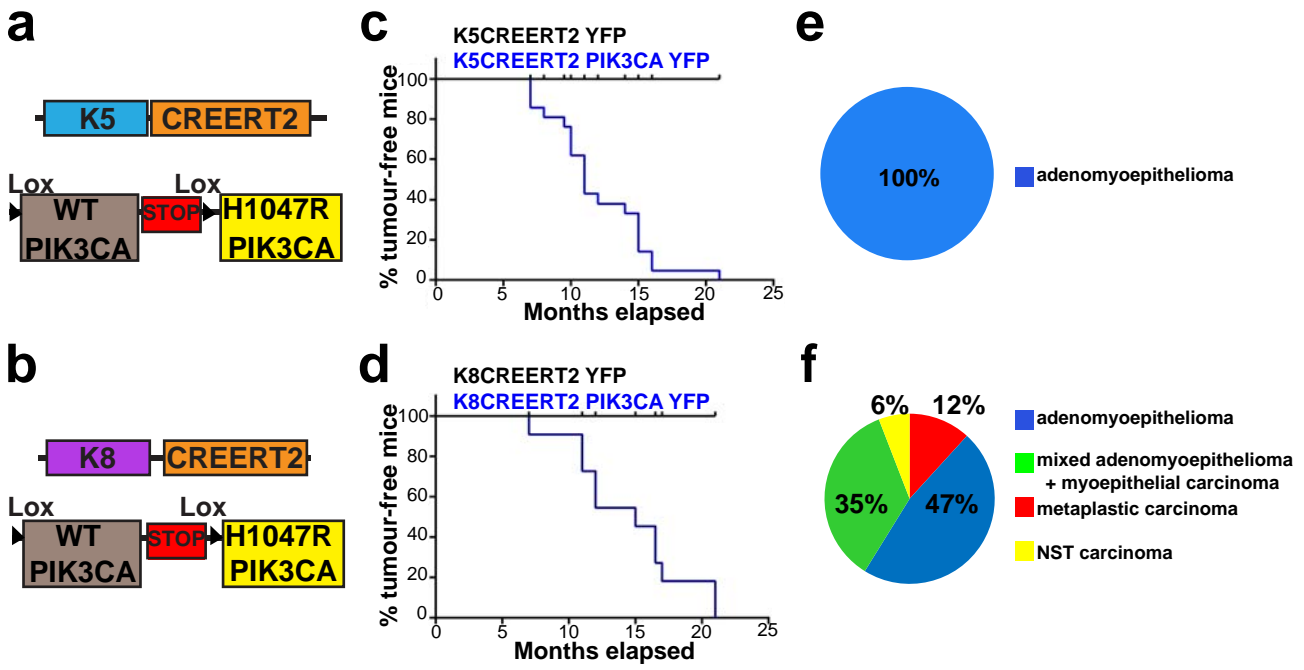 a
K5 CREERT2
Lox Lox
WT STOP H1047R
PIK3CA PIK3CA
b
K8 CREERT2
Lox Lox
WT STOP H1047R
PIK3CA PIK3CA
c
K5CREERT2 YFP
K5CREERT2 PIK3CA YFP
% tumour-free mice
100
80
60
40
20
0
0 5 10 15 20 25
Months elapsed
d
K8CREERT2 YFP
K8CREERT2 PIK3CA YFP
% tumour-free mice
100
80
60
40
20
0
0 5 10 15 20 25
Months elapsed
e
100%
adenomyoepithelioma
f
6% 12%
35% 47%
adenomyoepithelioma
mixed adenomyoepithelioma
+ myoepithelial carcinoma
metaplastic carcinoma
NST carcinoma